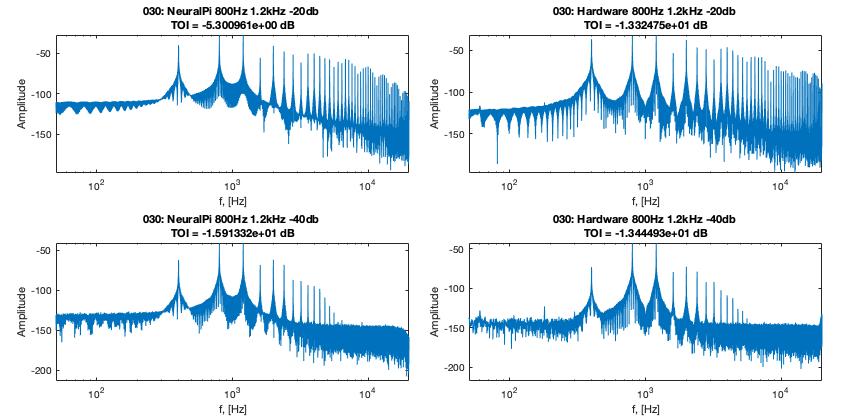 030: NeuralPi 800Hz 1.2kHz -20db
TOI = -5.300961e+00 dB
Amplitude
-50
-100
-150
10²
10³
10⁴
f, [Hz]
030: Hardware 800Hz 1.2kHz -20db
TOI = -1.332475e+01 dB
Amplitude
-50
-100
-150
10²
10³
10⁴
f, [Hz]
030: NeuralPi 800Hz 1.2kHz -40db
TOI = -1.591332e+01 dB
Amplitude
-50
-100
-150
-200
10²
10³
10⁴
f, [Hz]
030: Hardware 800Hz 1.2kHz -40db
TOI = -1.344493e+01 dB
Amplitude
-50
-100
-150
-200
10²
10³
10⁴
f, [Hz]